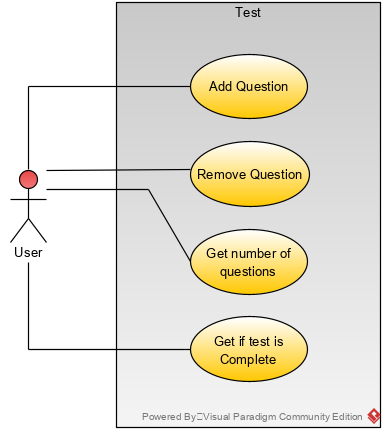 Test
Add Question
Remove Question
Get number of
questions
User
Get if test is
Complete
Powered By Visual Paradigm Community Edition